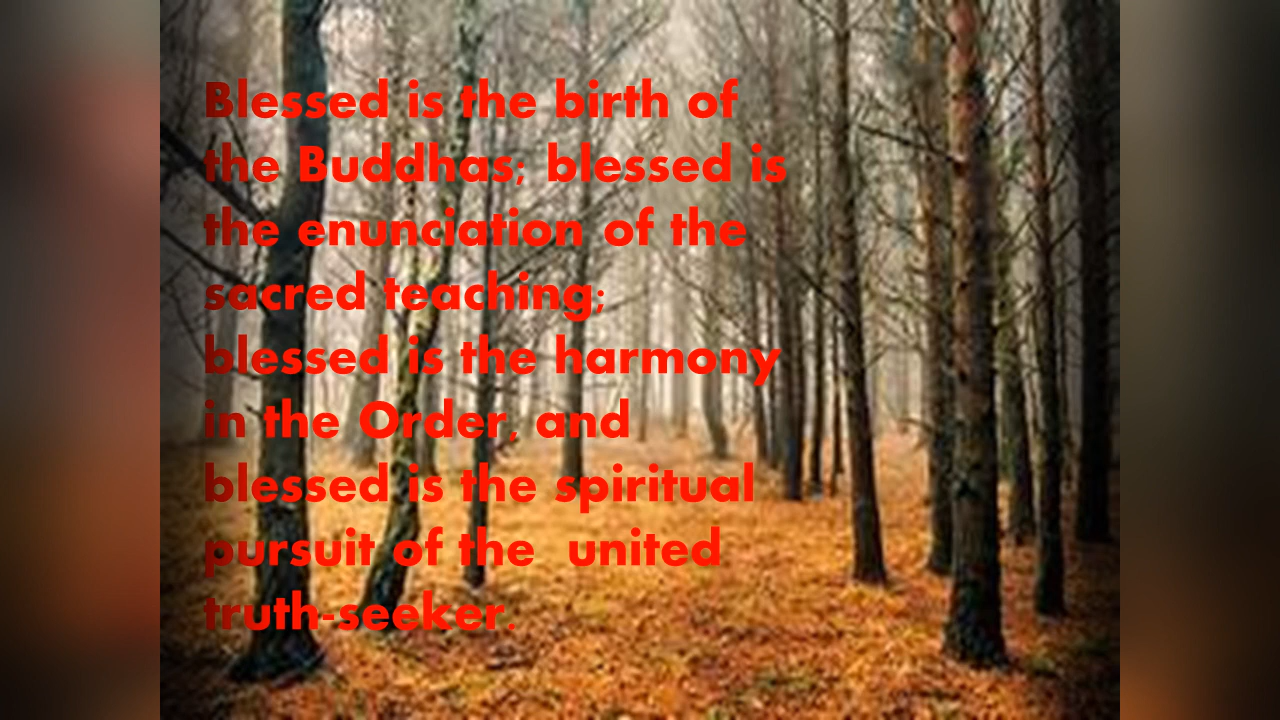 Blessed is the birth of
the Buddhas; blessed is
the enunciation of the
sacred teaching;
blessed is the harmony
in the Order, and
blessed is the spiritual
pursuit of the  united
truth-seeker.